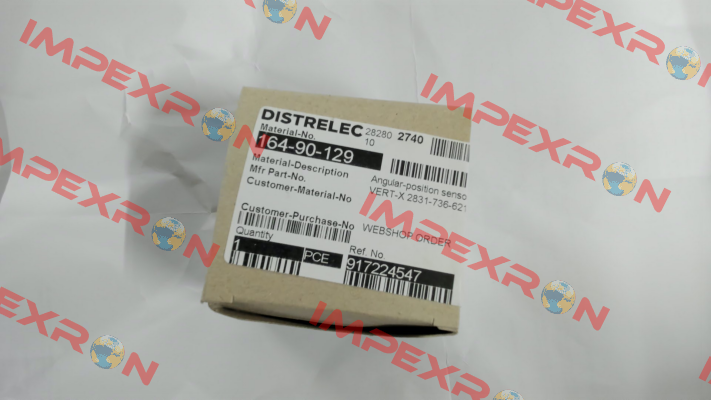 DISTRELEC 28280 2740
Material-No. 10
164-90-129
Material-Description Angular-position senso
Mfr Part-No. VERT-X 2831-736-621
Customer-Material-No
Customer-Purchase-No WEBSHOP ORDER
Quantity Ref. No
1 PCE 917224547
IMPEXRON
IMPEXRON
IMPEXRON
IMPEXRON
IMPEXRON
IMPEXRON